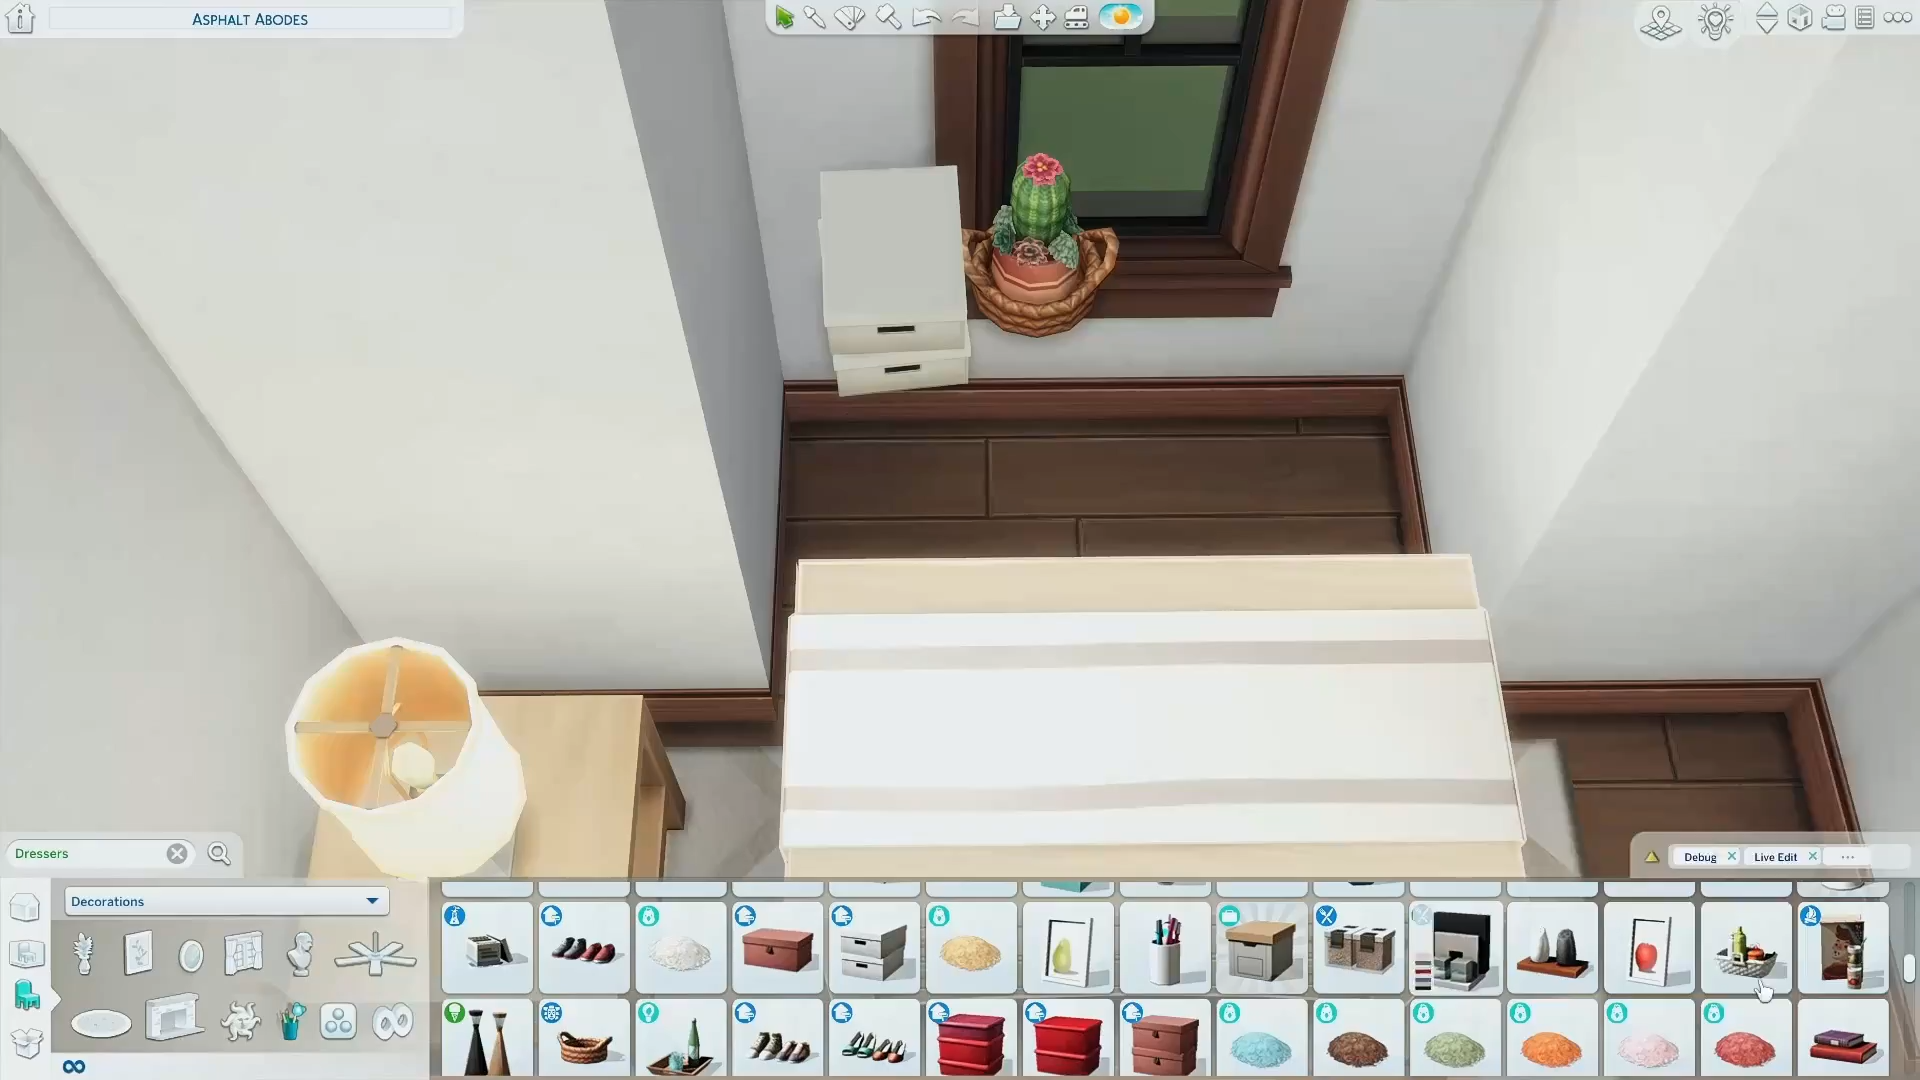 ASPHALT ABODES
Dressers
Debug
Live Edit
...
Decorations